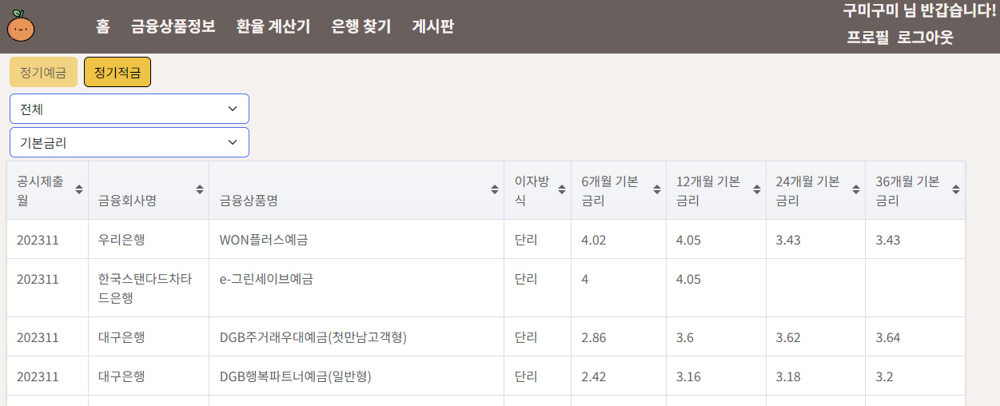 홈 금융상품정보 환율 계산기 은행 찾기 게시판
구미구미 님 반갑습니다!
프로필 로그아웃
정기예금 정기적금
전체
기본금리
공시제출월 금융회사명 금융상품명 이자방식 6개월 기본금리 12개월 기본금리 24개월 기본금리 36개월 기본금리
202311 우리은행 WON플러스예금 단리 4.02 4.05 3.43 3.43
202311 한국스탠다드차타드은행 e-그린세이브예금 단리 4 4.05
202311 대구은행 DGB주거래우대예금(첫만남고객형) 단리 2.86 3.6 3.62 3.64
202311 대구은행 DGB행복파트너예금(일반형) 단리 2.42 3.16 3.18 3.2